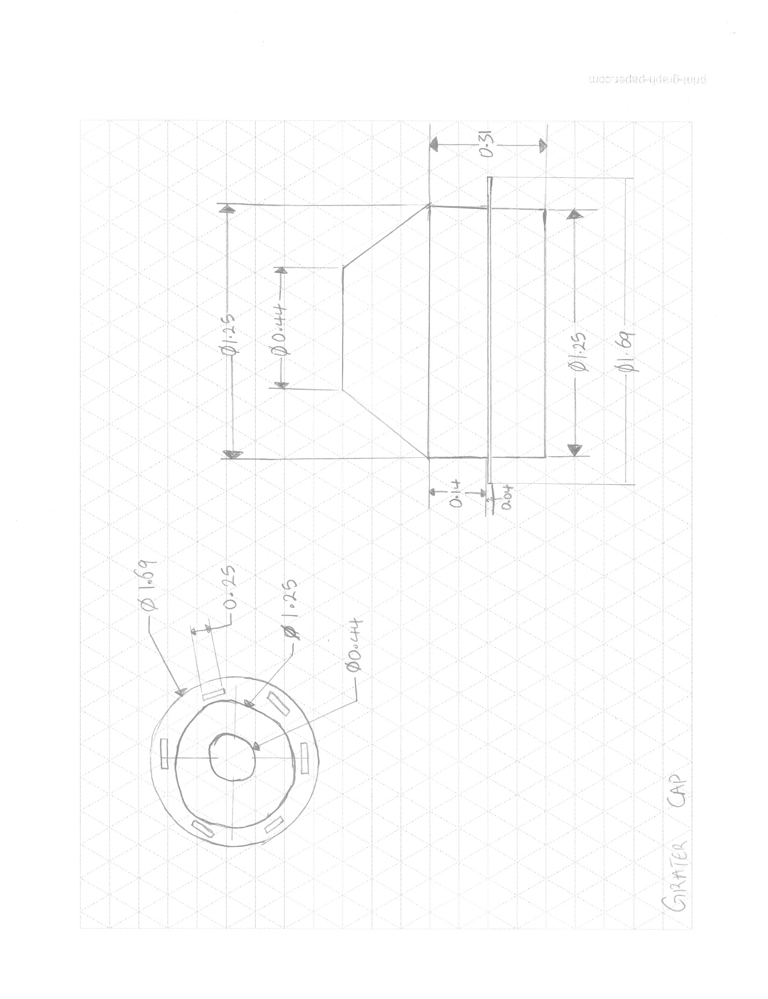 print-graph-paper.com
Ø 1.69
0.25
Ø 1.25
Ø0.44
Ø1.25
Ø0.44
0.31
0.14
0.04
Ø1.25
Ø1.69
GRATER CAP